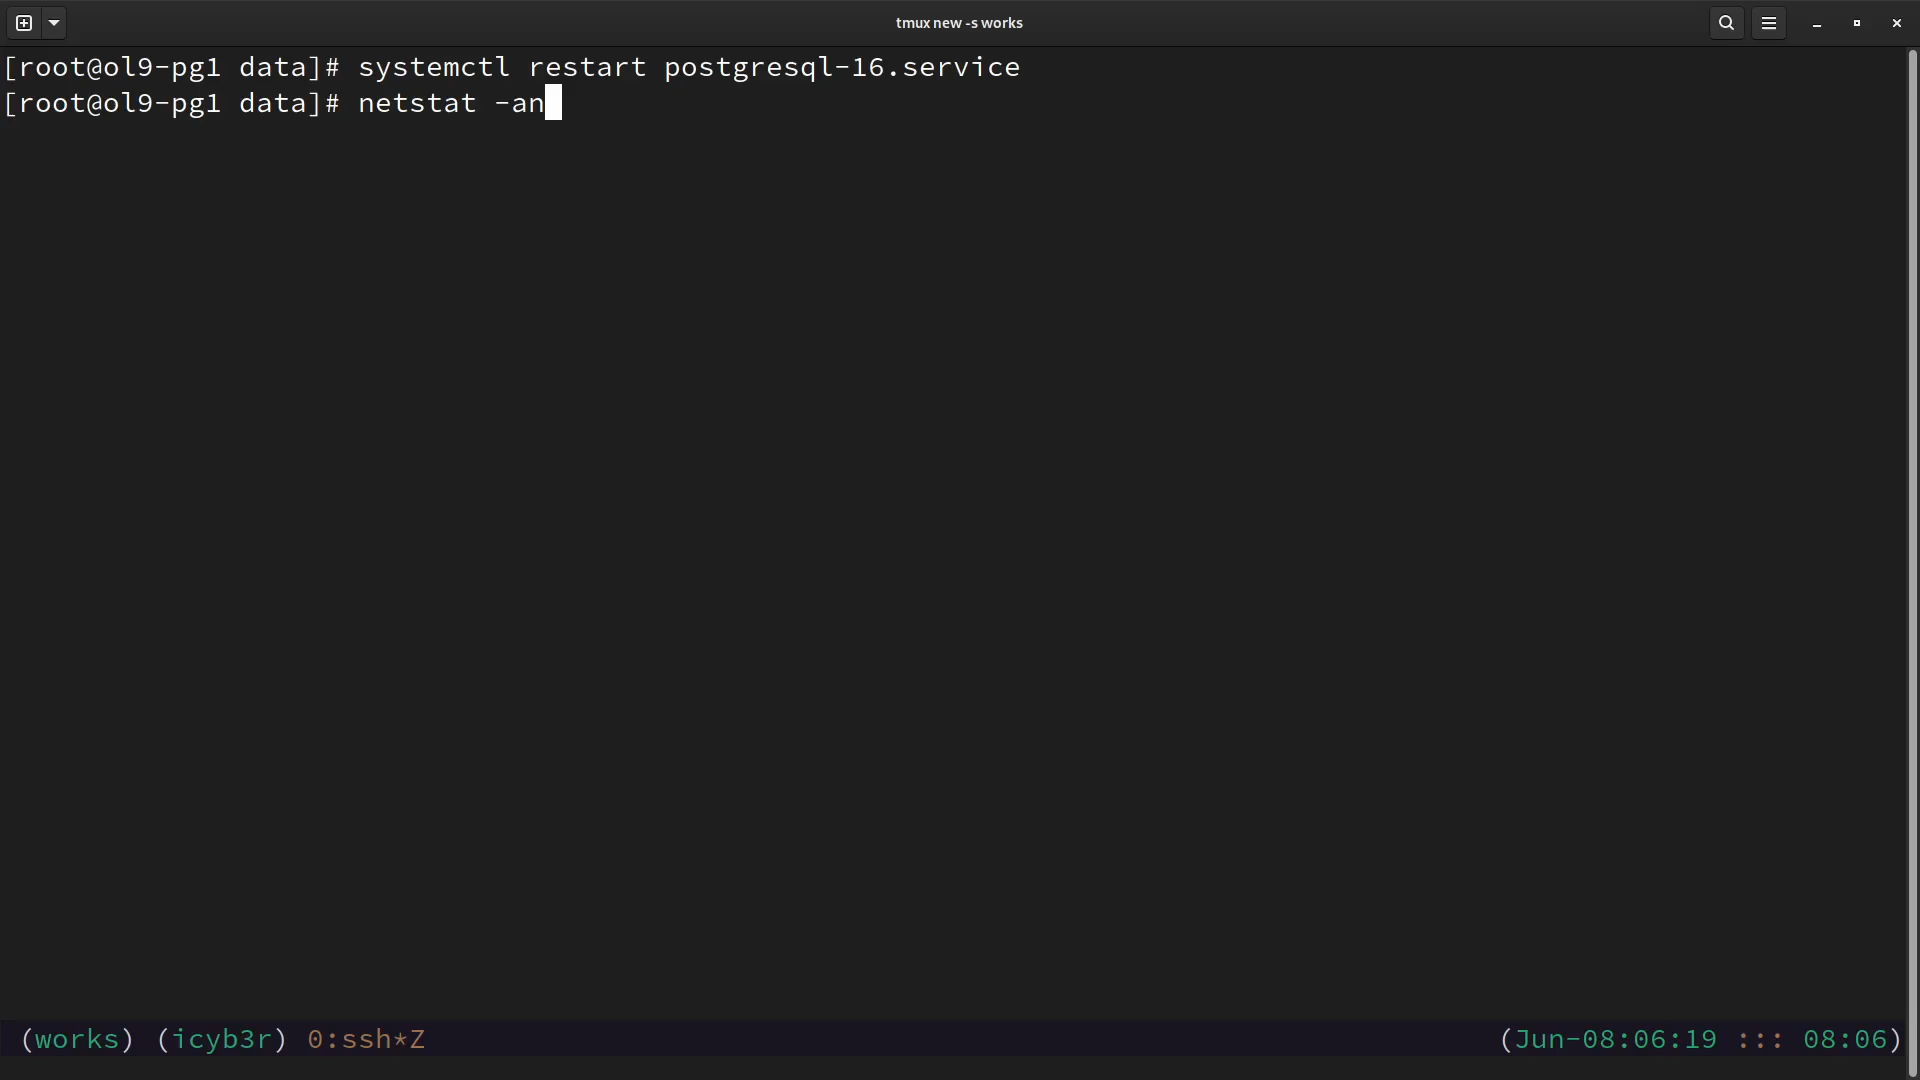 tmux new -s works
[root@ol9-pg1 data]# systemctl restart postgresql-16.service
[root@ol9-pg1 data]# netstat -an
(works) (icyb3r) 0:ssh*Z (Jun-08:06:19 ::: 08:06)